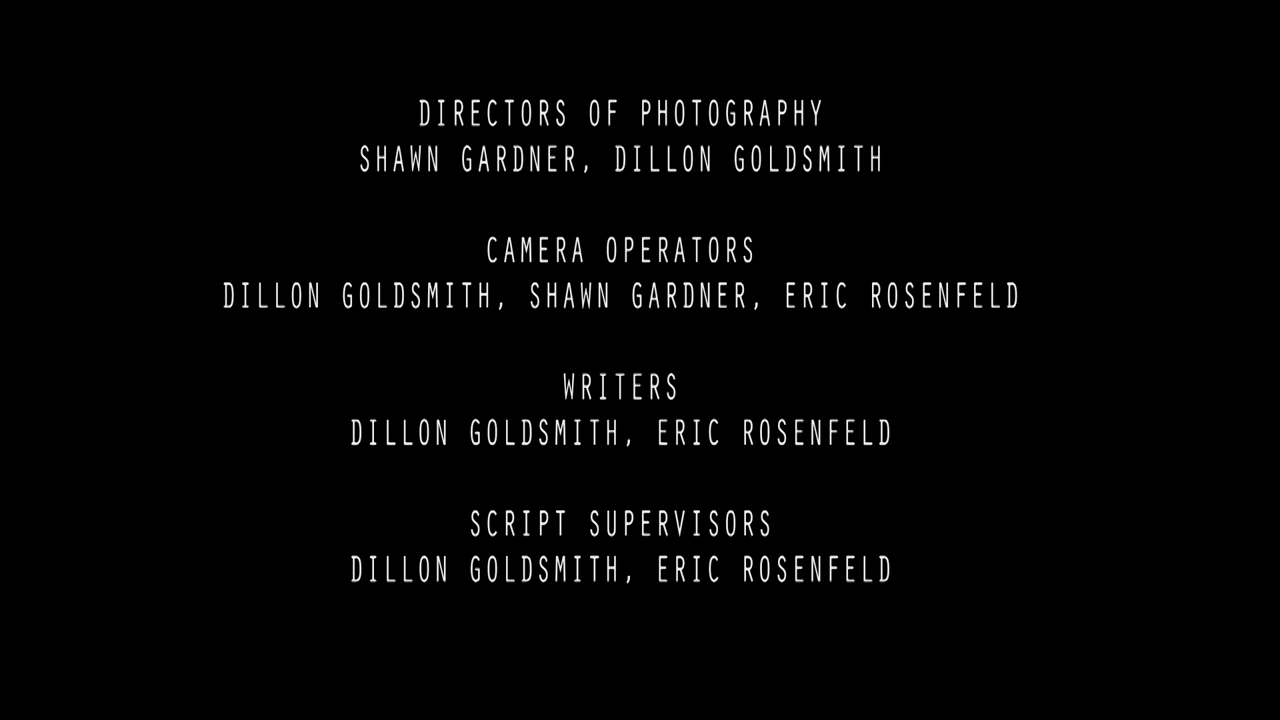 DIRECTORS OF PHOTOGRAPHY
SHAWN GARDNER, DILLON GOLDSMITH
CAMERA OPERATORS
DILLON GOLDSMITH, SHAWN GARDNER, ERIC ROSENFELD
WRITERS
DILLON GOLDSMITH, ERIC ROSENFELD
SCRIPT SUPERVISORS
DILLON GOLDSMITH, ERIC ROSENFELD